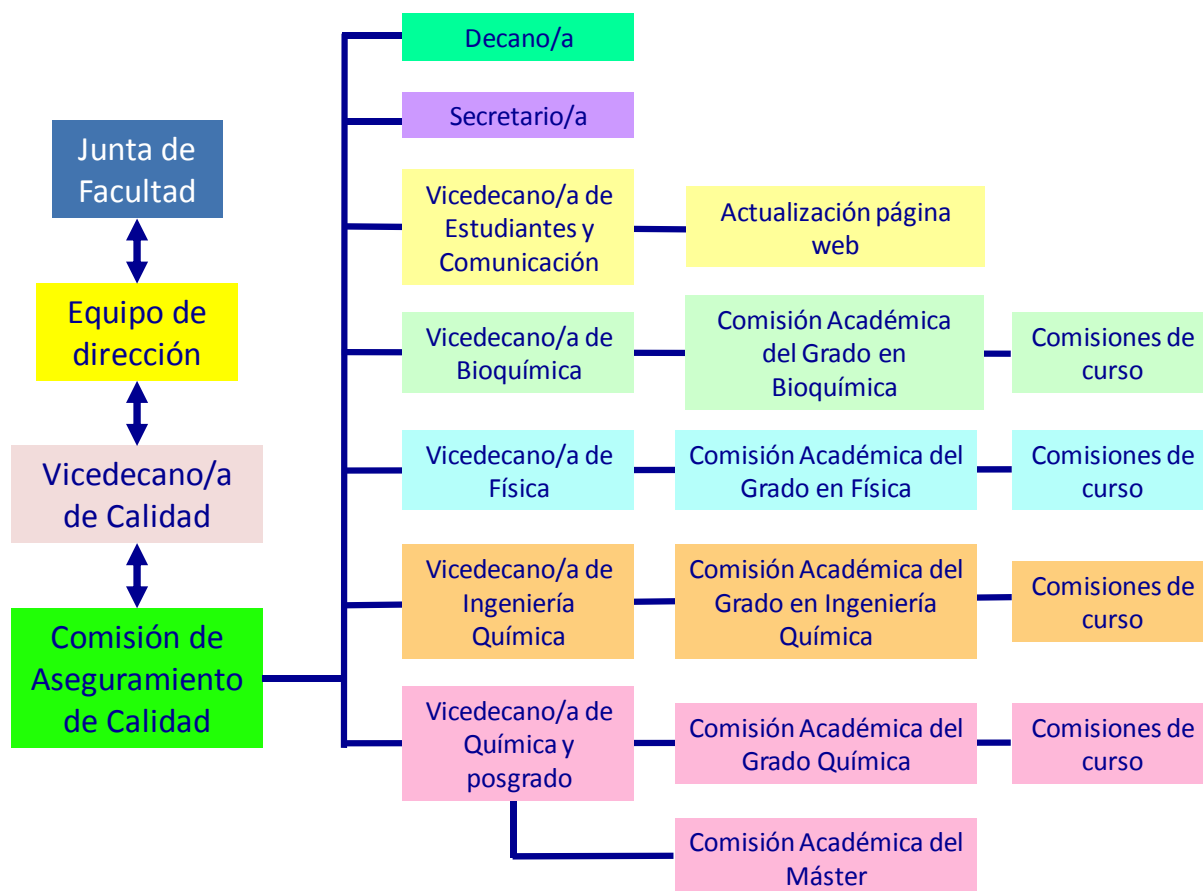 Junta de
Facultad
Equipo de
dirección
Vicedecano/a
de Calidad
Comisión de
Aseguramiento
de Calidad
Decano/a
Secretario/a
Vicedecano/a de
Estudiantes y
Comunicación
Actualización página
web
Vicedecano/a de
Bioquímica
Comisión Académica
del Grado en
Bioquímica
Comisiones de
curso
Vicedecano/a de
Física
Comisión Académica del
Grado en Física
Comisiones de
curso
Vicedecano/a de
Ingeniería
Química
Comisión Académica del
Grado en Ingeniería
Química
Comisiones de
curso
Vicedecano/a de
Química y
posgrado
Comisión Académica del
Grado Química
Comisiones de
curso
Comisión Académica del
Máster